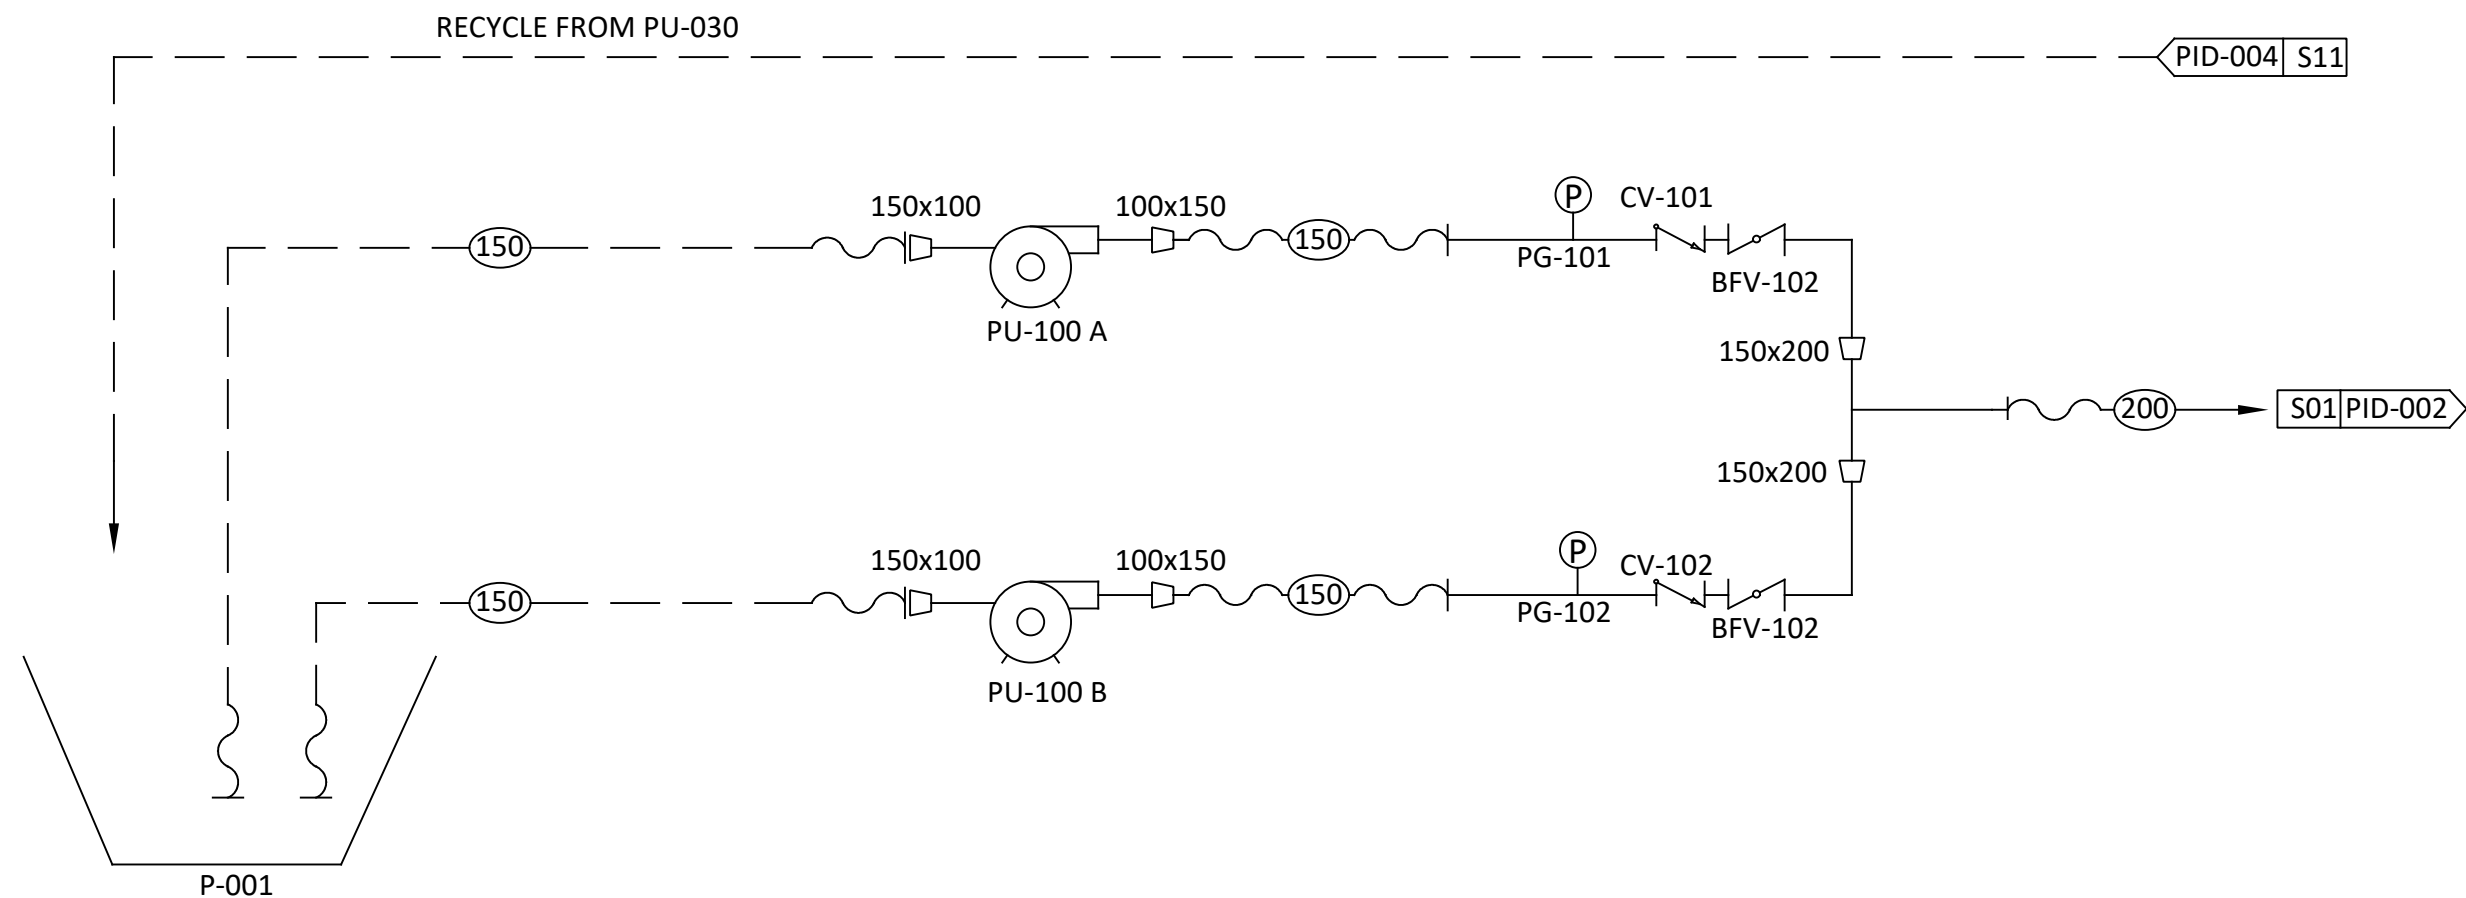 RECYCLE FROM PU-030
PID-004 S11
150x100
100x150
P
CV-101
150
150
PG-101
BFV-102
PU-100 A
150x200
200
S01 PID-002
150x200
150x100
100x150
P
CV-102
150
150
PG-102
BFV-102
PU-100 B
P-001